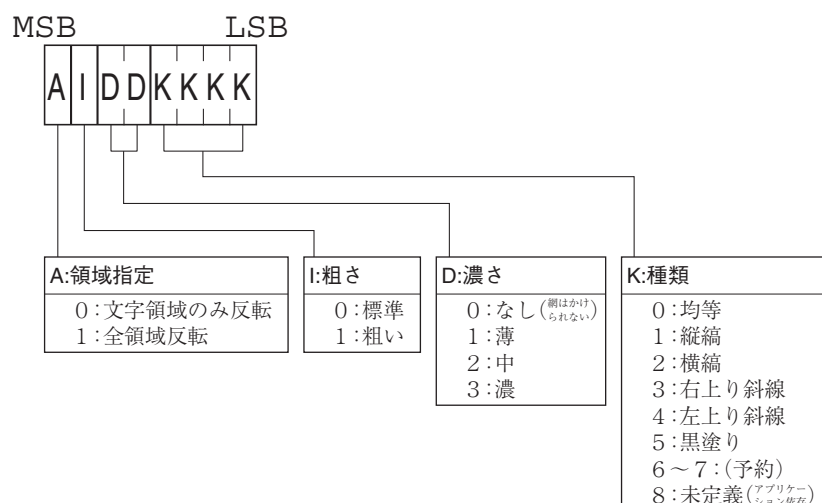 MSB LSB
A I D D K K K K
A:領域指定
0:文字領域のみ反転
1:全領域反転
I:粗さ
0:標準
1:粗い
D:濃さ
0:なし(網はかけられない)
1:薄
2:中
3:濃
K:種類
0:均等
1:縦縞
2:横縞
3:右上り斜線
4:左上り斜線
5:黒塗り
6～7:(予約)
8:未定義(アプリケーション依存)